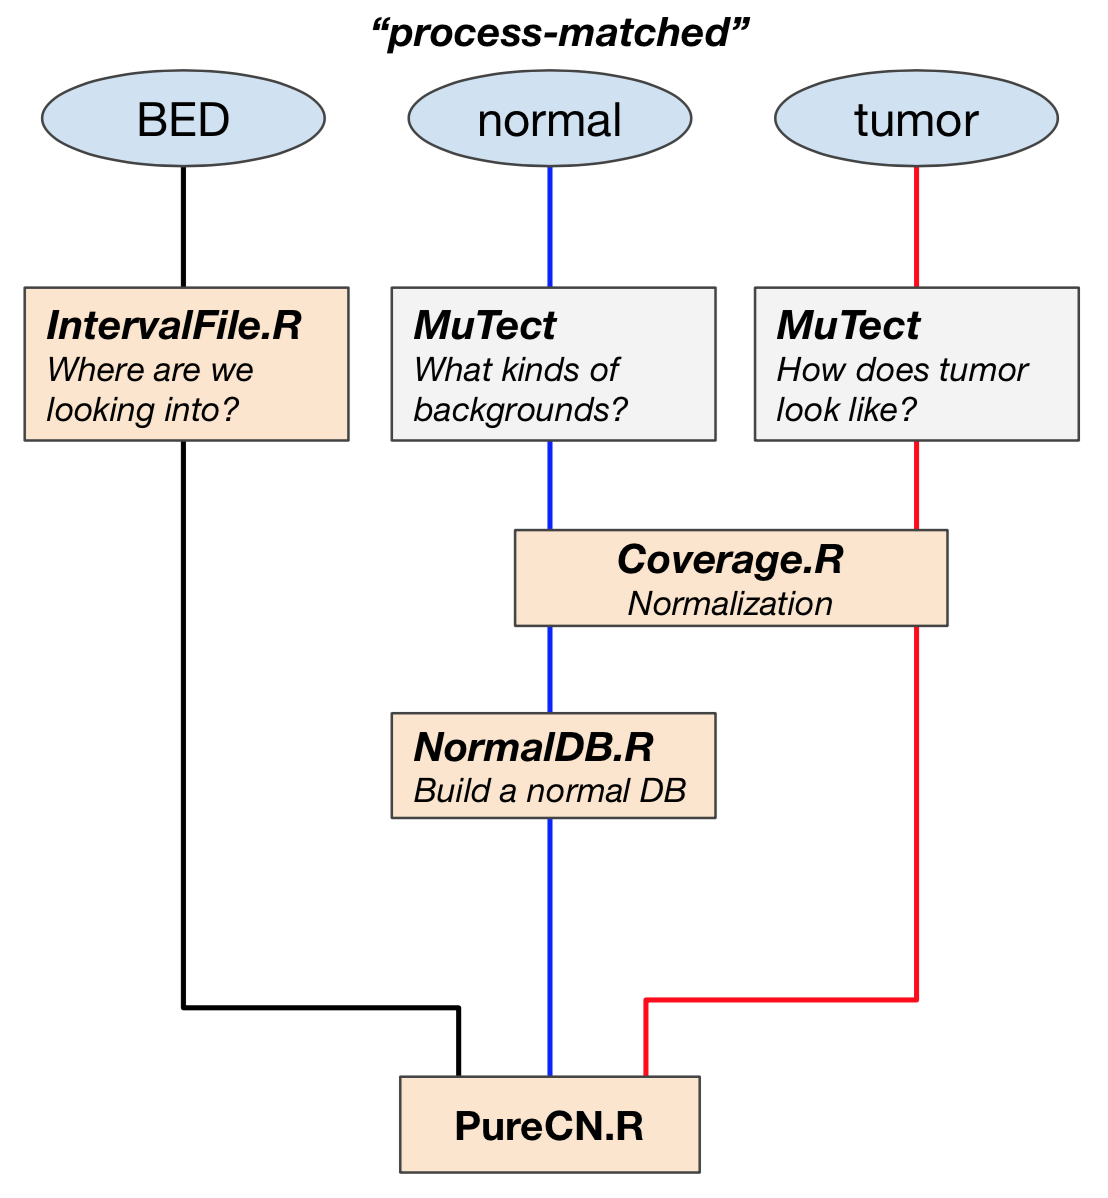 “process-matched”
BED
normal
tumor
IntervalFile.R
Where are we
looking into?
MuTect
What kinds of
backgrounds?
MuTect
How does tumor
look like?
Coverage.R
Normalization
NormalDB.R
Build a normal DB
PureCN.R